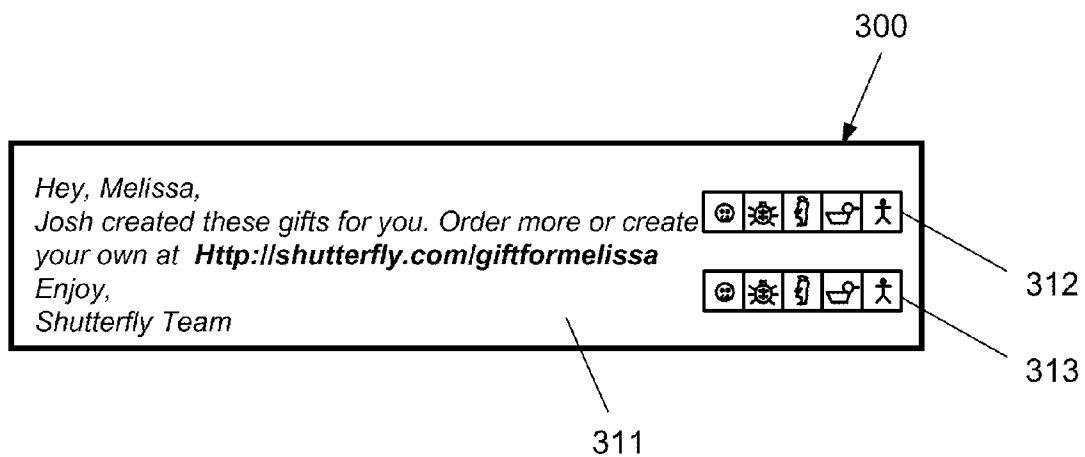 300
Hey, Melissa,
Josh created these gifts for you. Order more or create
your own at Http://shutterfly.com/giftformelissa
Enjoy,
Shutterfly Team
312
313
311